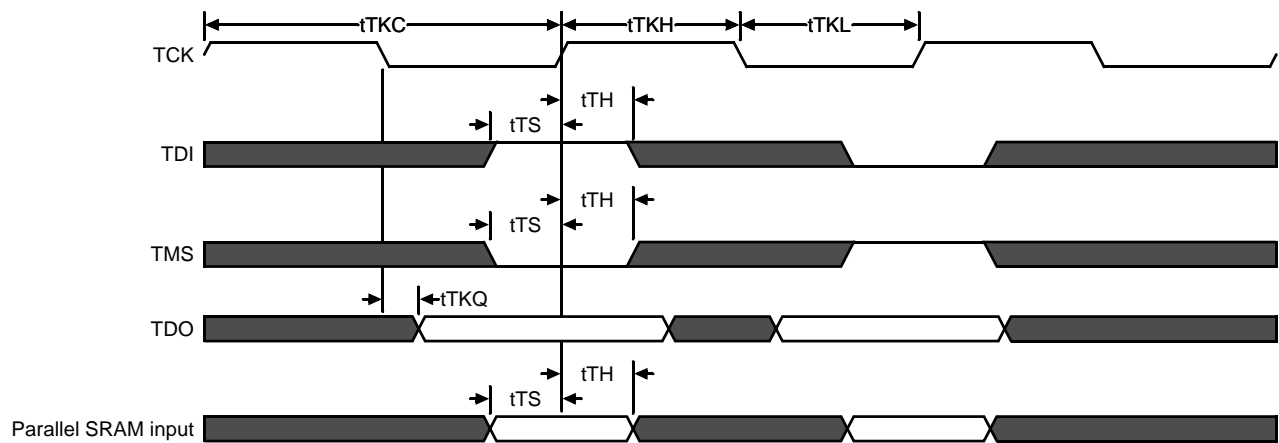 tTKC
tTKH
tTKL
TCK
tTH
tTS
TDI
tTH
tTS
TMS
tTKQ
TDO
tTH
tTS
Parallel SRAM input